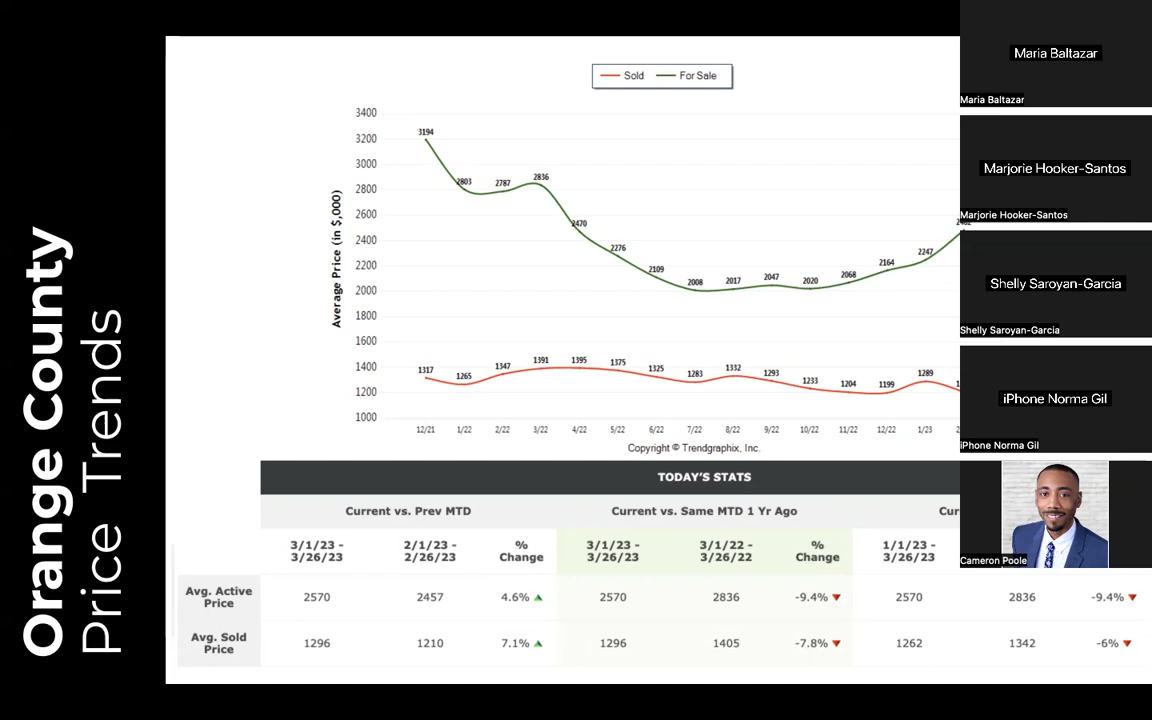 Orange County
Price Trends
Sold
For Sale
Average Price (in $,000)
3400
3200
3000
2800
2600
2400
2200
2000
1800
1600
1400
1200
1000
3194
2803
2787
2836
2470
2276
2109
2008
2017
2047
2020
2068
2164
2247
1317
1265
1347
1391
1395
1375
1325
1283
1332
1293
1233
1204
1199
1289
12/21 1/22 2/22 3/22 4/22 5/22 6/22 7/22 8/22 9/22 10/22 11/22 12/22 1/23
Copyright © Trendgraphix, Inc.
TODAY'S STATS
Current vs. Prev MTD
Current vs. Same MTD 1 Yr Ago
3/1/23 - 2/1/23 - % 3/1/23 - 3/1/22 - % 1/1/23 -
3/26/23 2/26/23 Change 3/26/23 3/26/22 Change 3/26/23
Avg. Active
Price
2570 2457 4.6% 2570 2836 -9.4% 2570 2836 -9.4%
Avg. Sold
Price
1296 1210 7.1% 1296 1405 -7.8% 1262 1342 -6%
Maria Baltazar
Maria Baltazar
Marjorie Hooker-Santos
Marjorie Hooker-Santos
Shelly Saroyan-Garcia
Shelly Saroyan-Garcia
iPhone Norma Gil
iPhone Norma Gil
Cameron Poole